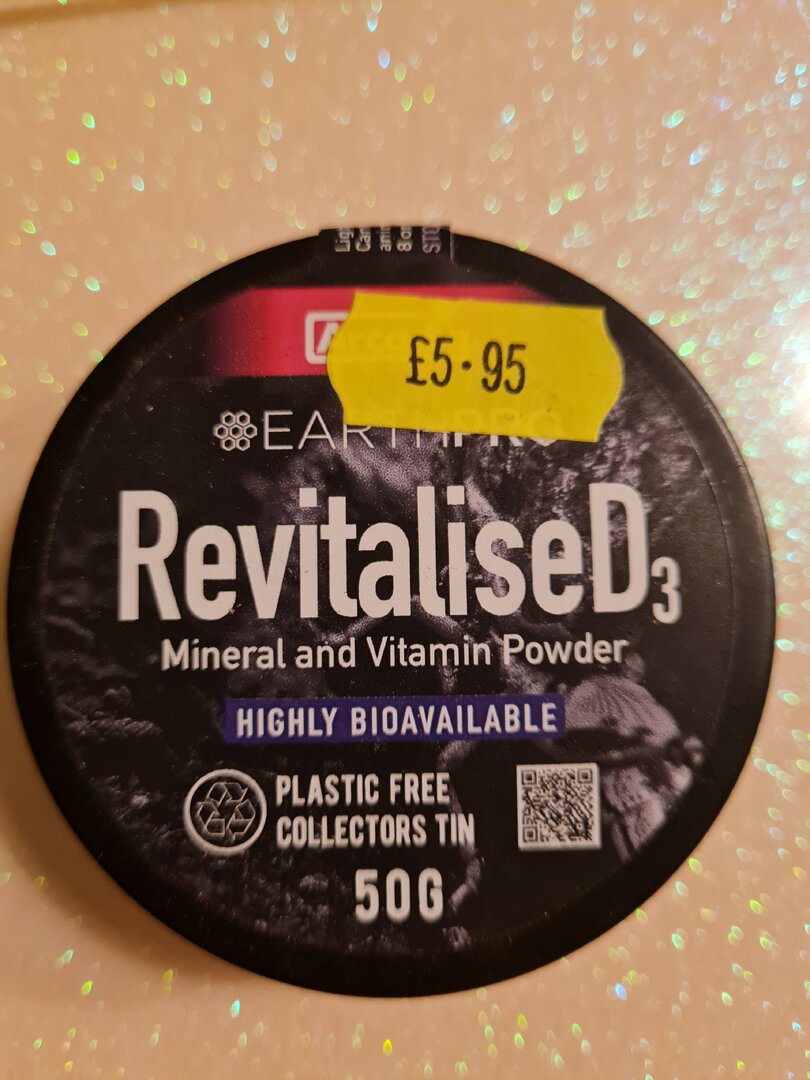 £5.95
EARTHPRO
RevitaliseD3
Mineral and Vitamin Powder
HIGHLY BIOAVAILABLE
PLASTIC FREE
COLLECTORS TIN
50G